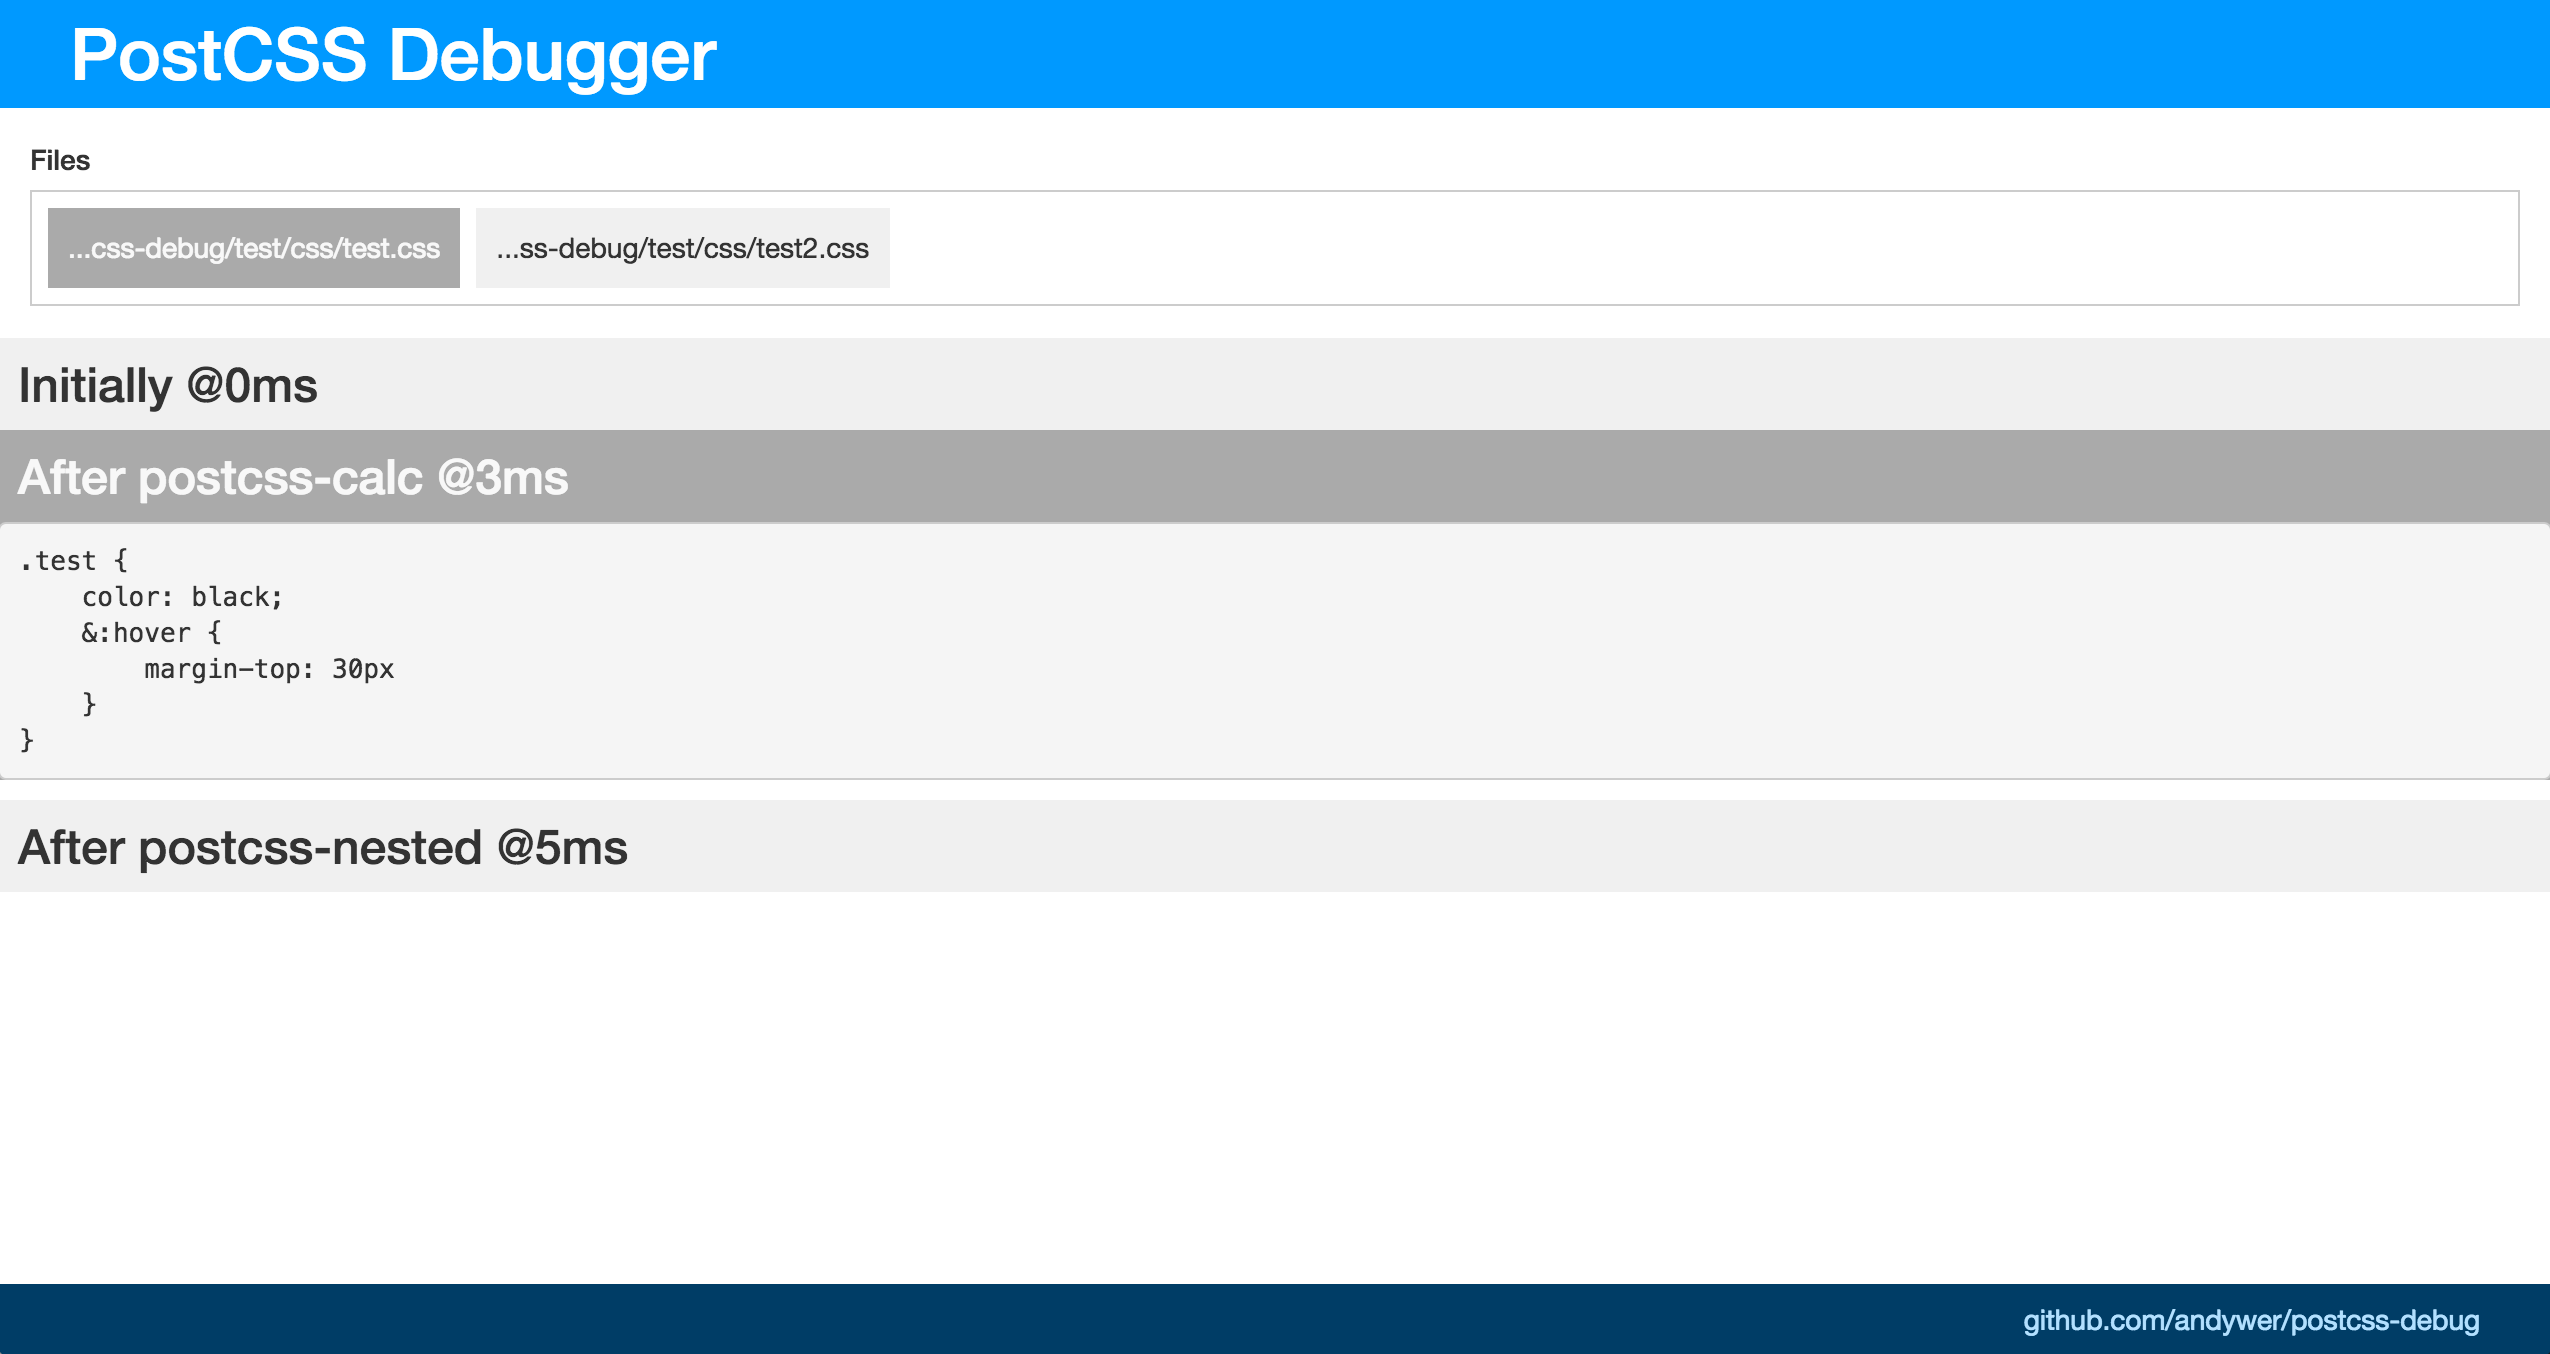 PostCSS Debugger
Files
...css-debug/test/css/test.css
...ss-debug/test/css/test2.css
Initially @0ms
After postcss-calc @3ms
.test {
    color: black;
    &:hover {
        margin-top: 30px
    }
}
After postcss-nested @5ms
github.com/andywer/postcss-debug